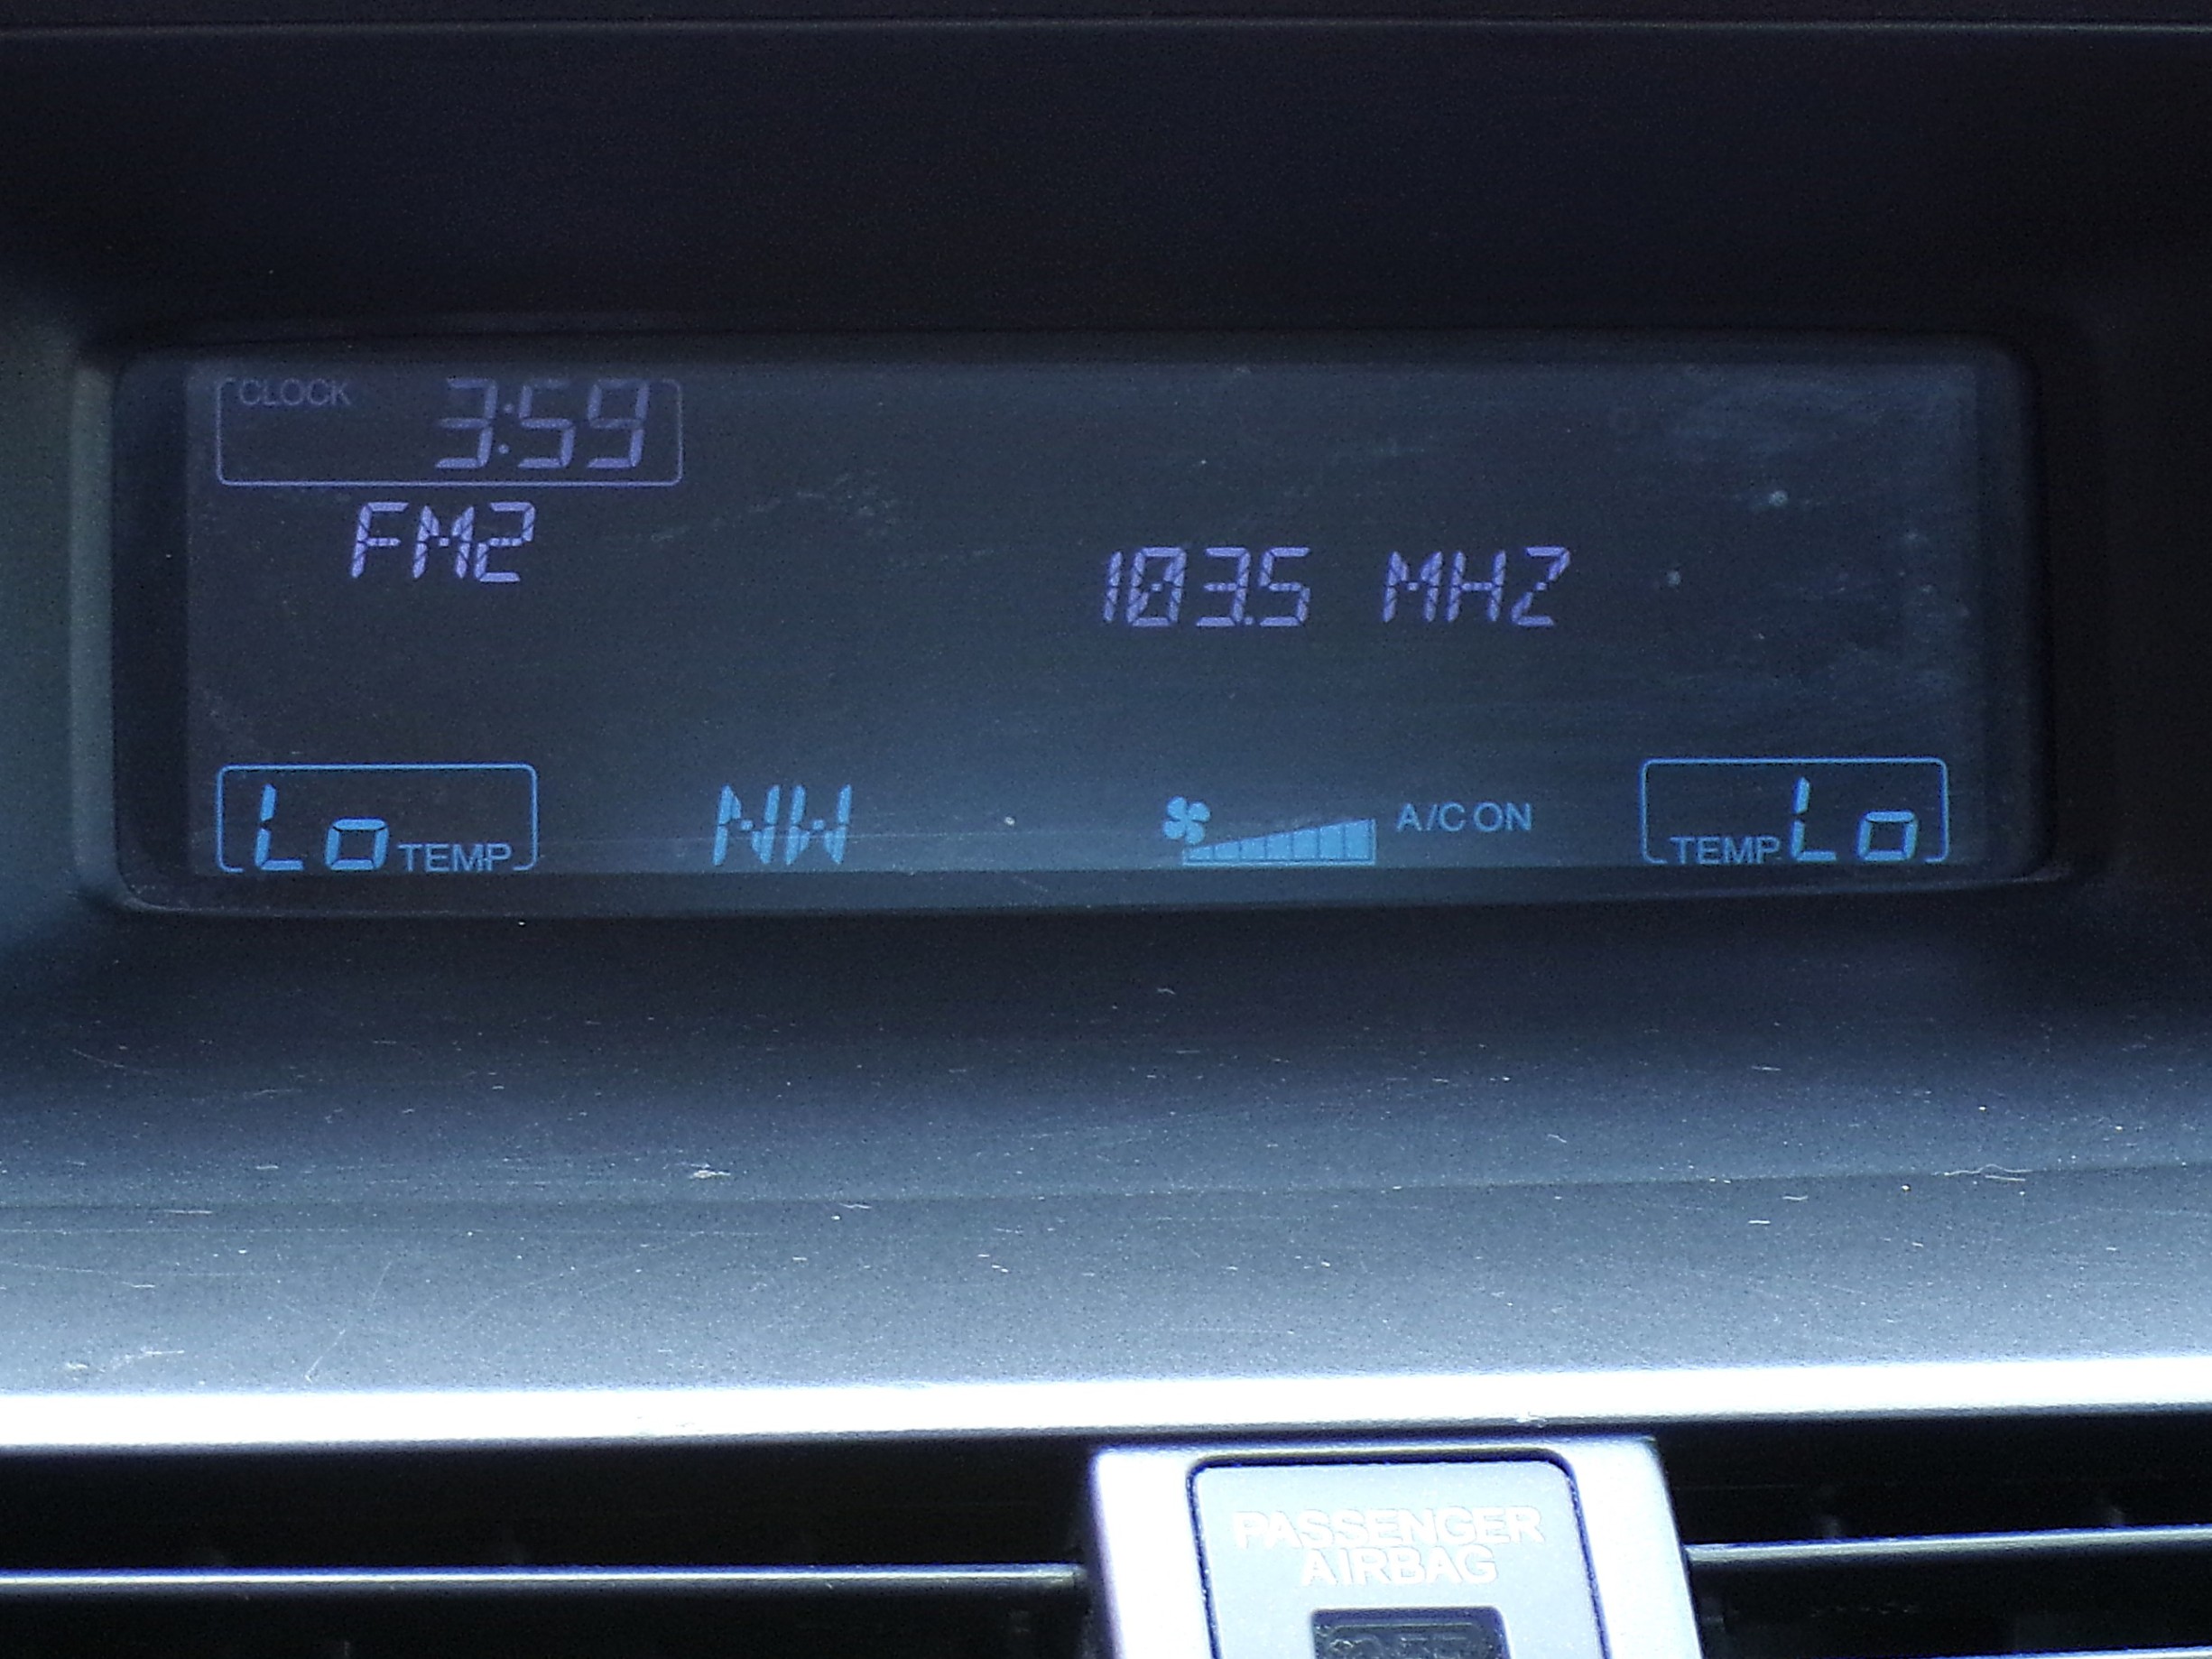 CLOCK 3:59
FM2
103.5 MHZ
Lo TEMP NW A/C ON TEMP Lo
PASSENGER
AIRBAG